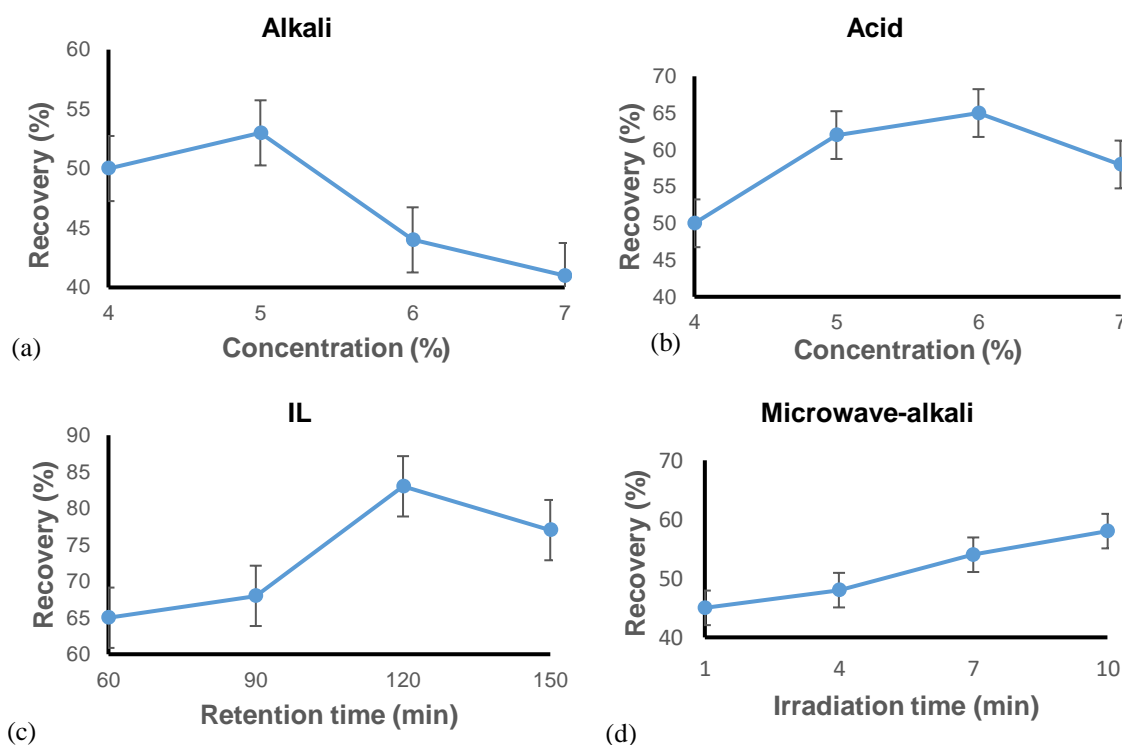 Alkali
Recovery (%)
60
55
50
45
40
4 5 6 7
Concentration (%)
(a)
Acid
Recovery (%)
70
65
60
55
50
45
40
4 5 6 7
Concentration (%)
(b)
IL
Recovery (%)
90
85
80
75
70
65
60
60 90 120 150
Retention time (min)
(c)
Microwave-alkali
Recovery (%)
70
60
50
40
1 4 7 10
Irradiation time (min)
(d)